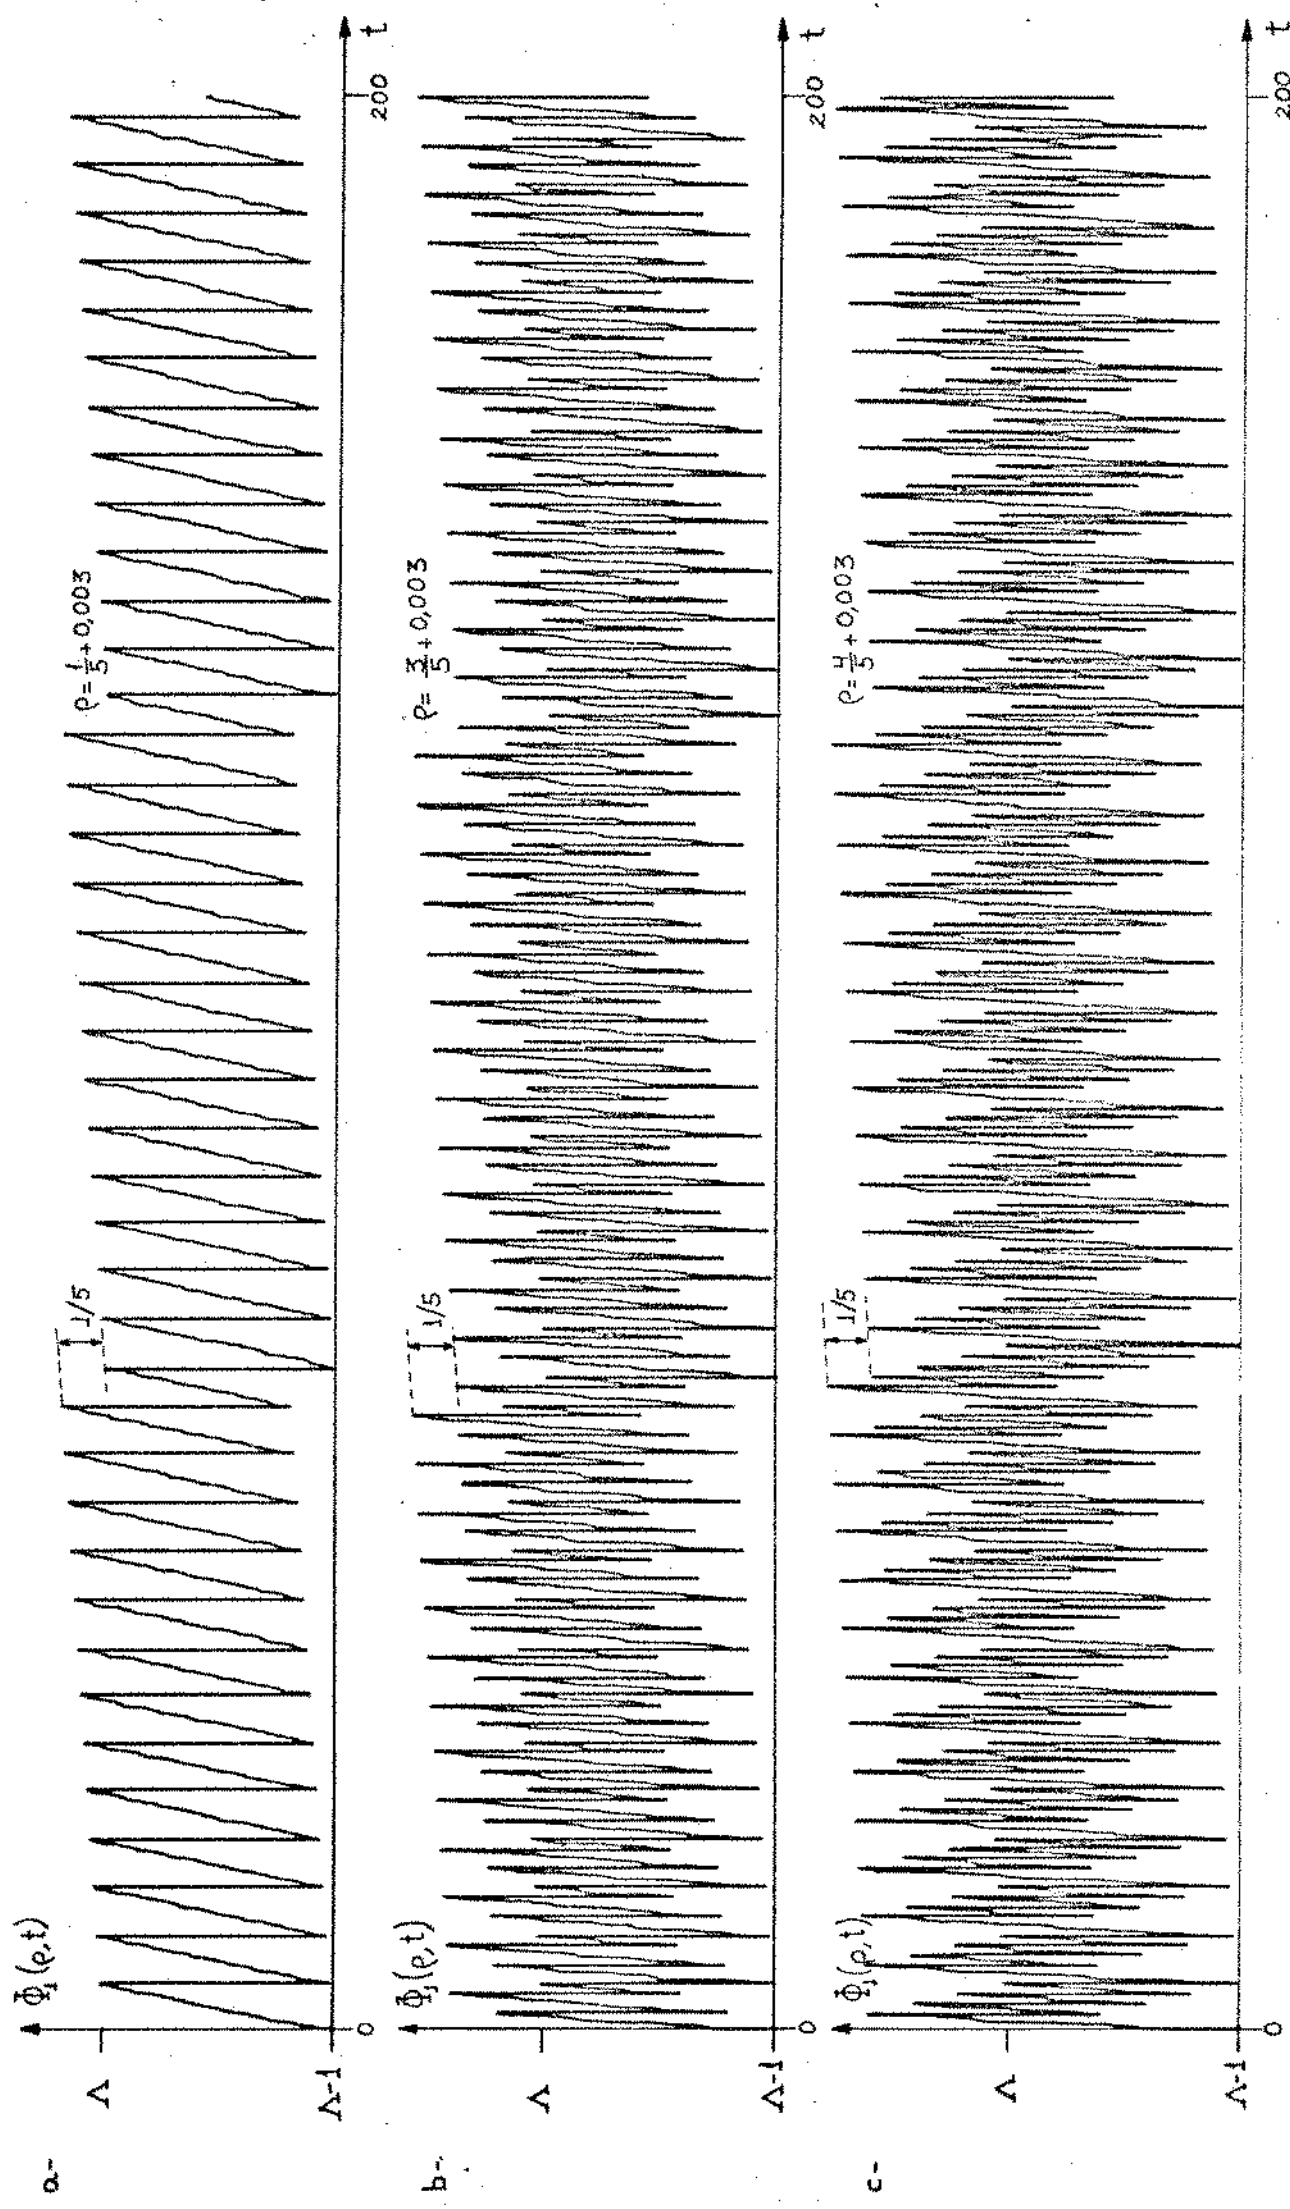 a-
Φ₁(ρ,t)
Λ
Λ-1
0
1/5
ρ = 1/5 + 0,003
200
t
b-
Φ₁(ρ,t)
Λ
Λ-1
0
1/5
ρ = 3/5 + 0,003
200
t
c-
Φ₁(ρ,t)
Λ
Λ-1
0
1/5
ρ = 4/5 + 0,003
200
t